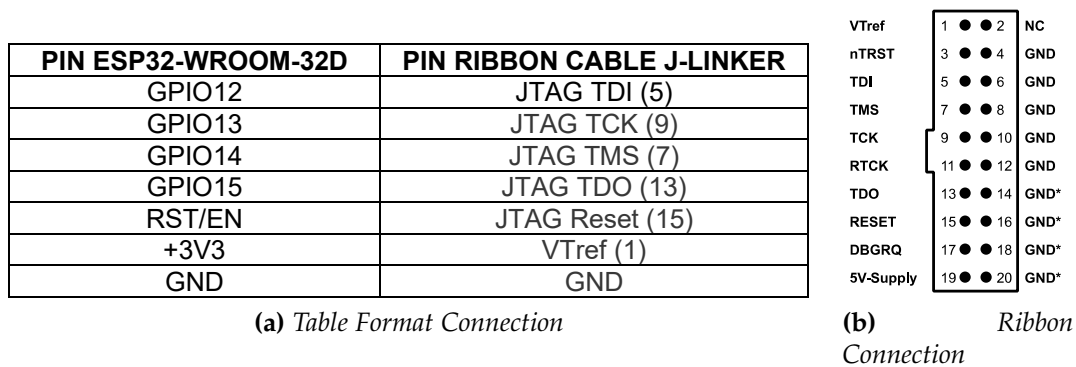 PIN ESP32-WROOM-32D PIN RIBBON CABLE J-LINKER
GPIO12 JTAG TDI (5)
GPIO13 JTAG TCK (9)
GPIO14 JTAG TMS (7)
GPIO15 JTAG TDO (13)
RST/EN JTAG Reset (15)
+3V3 VTref (1)
GND GND
(a) Table Format Connection
VTref 1 2 NC
nTRST 3 4 GND
TDI 5 6 GND
TMS 7 8 GND
TCK 9 10 GND
RTCK 11 12 GND
TDO 13 14 GND*
RESET 15 16 GND*
DBGRQ 17 18 GND*
5V-Supply 19 20 GND*
(b) Ribbon
Connection